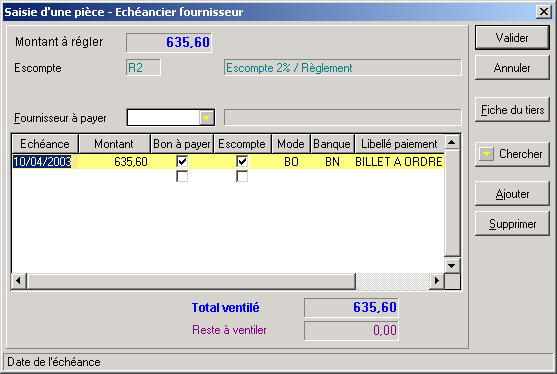 Saisie d'une pièce - Echéancier fournisseur
Montant à régler 635,60
Escompte R2 Escompte 2% / Règlement
Fournisseur à payer
Echéance Montant Bon à payer Escompte Mode Banque Libellé paiement
10/04/2003 635,60 BO BN BILLET A ORDRE
Total ventilé 635,60
Reste à ventiler 0,00
Valider
Annuler
Fiche du tiers
Chercher
Ajouter
Supprimer
Date de l'échéance